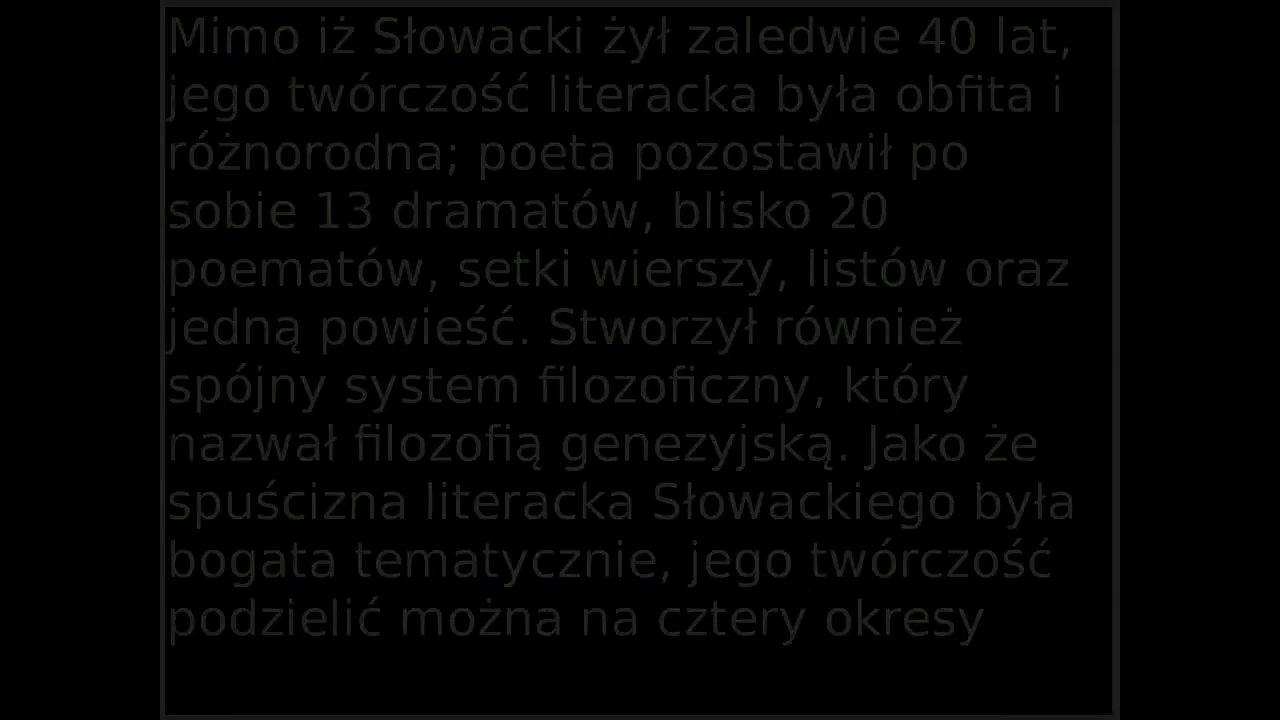 Mimo iż Słowacki żył zaledwie 40 lat,
jego twórczość literacka była obfita i
różnorodna; poeta pozostawił po
sobie 13 dramatów, blisko 20
poematów, setki wierszy, listów oraz
jedną powieść. Stworzył również
spójny system filozoficzny, który
nazwał filozofią genezyjską. Jako że
spuścizna literacka Słowackiego była
bogata tematycznie, jego twórczość
podzielić można na cztery okresy